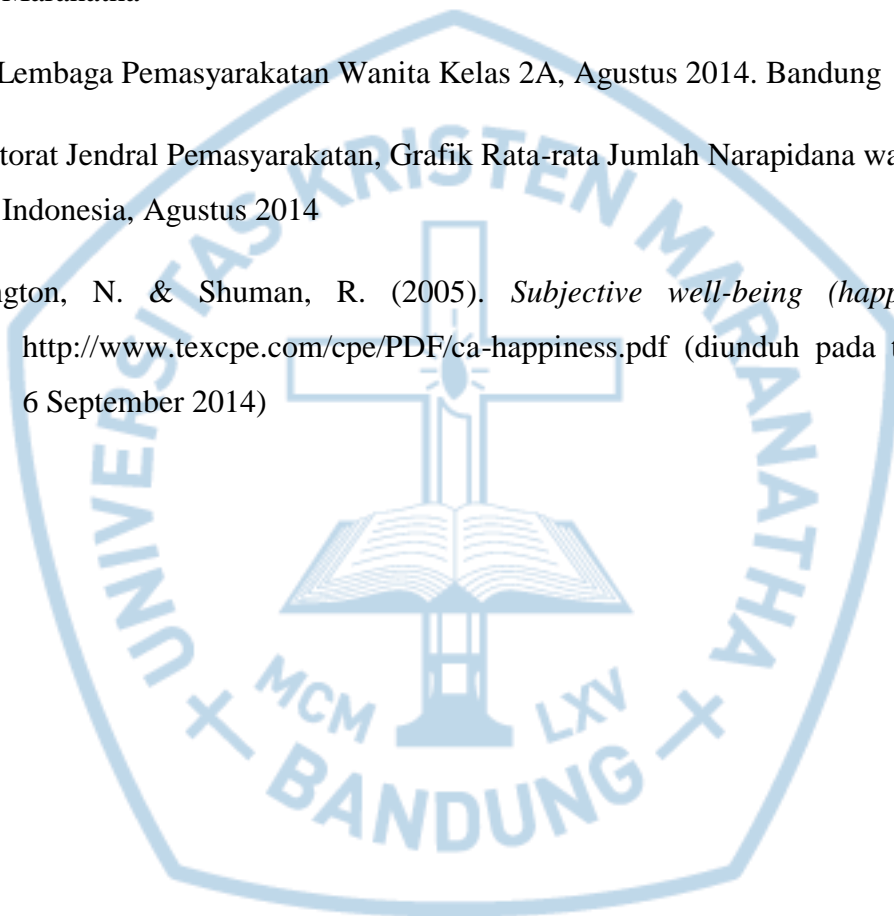 Lembaga Pemasyarakatan Wanita Kelas 2A, Agustus 2014. Bandung
torat Jendral Pemasyarakatan, Grafik Rata-rata Jumlah Narapidana wa
Indonesia, Agustus 2014
ngton, N. & Shuman, R. (2005). Subjective well-being (happ
http://www.texcpe.com/cpe/PDF/ca-happiness.pdf (diunduh pada t
6 September 2014)
UNIVERSITAS KRISTEN MARANATHA
MCM LXV
BANDUNG